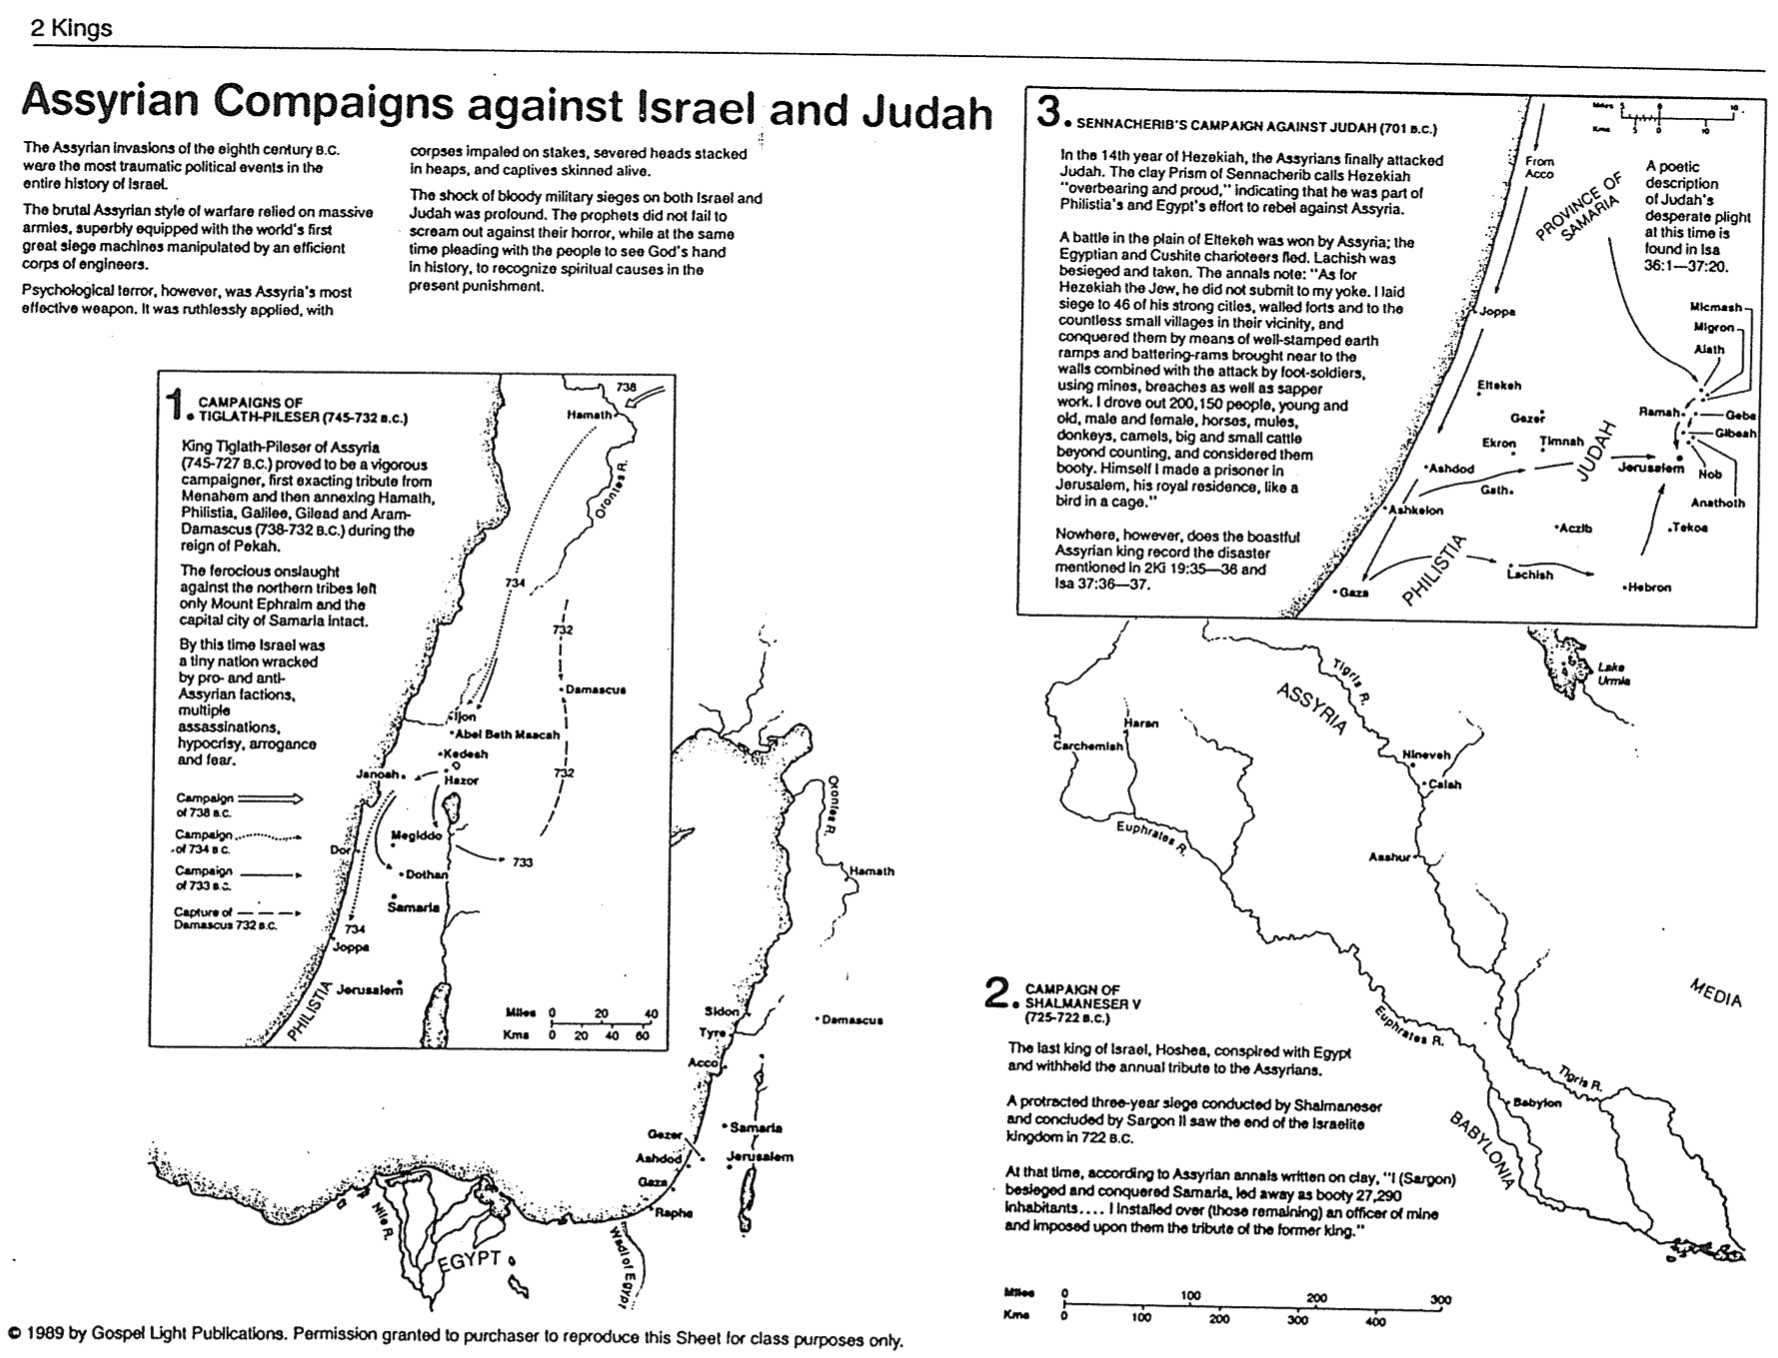 2 Kings
Assyrian Compaigns against Israel and Judah
The Assyrian invasions of the eighth century B.C.
were the most traumatic political events in the
entire history of Israel.
The brutal Assyrian style of warfare relied on massive
armies, superbly equipped with the world's first
great siege machines manipulated by an efficient
corps of engineers.
Psychological terror, however, was Assyria's most
effective weapon. It was ruthlessly applied, with
corpses impaled on stakes, severed heads stacked
in heaps, and captives skinned alive.
The shock of bloody military sieges on both Israel and
Judah was profound. The prophets did not fail to
scream out against their horror, while at the same
time pleading with the people to see God's hand
in history, to recognize spiritual causes in the
present punishment.
1. CAMPAIGNS OF
TIGLATH-PILESER (745-732 B.C.)
King Tiglath-Pileser of Assyria
(745-727 B.C.) proved to be a vigorous
campaigner, first exacting tribute from
Menahem and then annexing Hamath,
Philistia, Galilee, Gilead and Aram-
Damascus (738-732 B.C.) during the
reign of Pekah.
The ferocious onslaught
against the northern tribes left
only Mount Ephraim and the
capital city of Samaria intact.
By this time Israel was
a tiny nation wracked
by pro- and anti-
Assyrian factions,
multiple
assassinations,
hypocrisy, arrogance
and fear.
Campaign
of 738 B.C.
Campaign
of 734 B.C.
Campaign
of 733 B.C.
Capture of
Damascus 732 B.C.
738
Hamath
Orontes R.
734
732
Damascus
Ijon
Abel Beth Maacah
Kedesh
Janoah
Hazor
732
Megiddo
Dor
733
Dothan
Samaria
734
Joppa
Jerusalem
PHILISTIA
Miles 0 20 40
Kms 0 20 40 60
3. SENNACHERIB'S CAMPAIGN AGAINST JUDAH (701 B.C.)
In the 14th year of Hezekiah, the Assyrians finally attacked
Judah. The clay Prism of Sennacherib calls Hezekiah
"overbearing and proud," indicating that he was part of
Philistia's and Egypt's effort to rebel against Assyria.
A battle in the plain of Eltekeh was won by Assyria; the
Egyptian and Cushite charioteers fled. Lachish was
besieged and taken. The annals note: "As for
Hezekiah the Jew, he did not submit to my yoke. I laid
siege to 46 of his strong cities, walled forts and to the
countless small villages in their vicinity, and
conquered them by means of well-stamped earth
ramps and battering-rams brought near to the
walls combined with the attack by foot-soldiers,
using mines, breaches as well as sapper
work. I drove out 200,150 people, young and
old, male and female, horses, mules,
donkeys, camels, big and small cattle
beyond counting, and considered them
booty. Himself I made a prisoner in
Jerusalem, his royal residence, like a
bird in a cage."
Nowhere, however, does the boastful
Assyrian king record the disaster
mentioned in 2Ki 19:35—36 and
Isa 37:36—37.
Miles 5 0 10
Kms 5 0 10
From
Acco
PROVINCE OF
SAMARIA
A poetic
description
of Judah's
desperate plight
at this time is
found in Isa
36:1—37:20.
Micmash
Migron
Aiath
Joppa
Eltekeh
Gezer
Ramah
Geba
Gibeah
Ekron
Timnah
JUDAH
Ashdod
Jerusalem
Nob
Gath
Anathoth
Ashkelon
Aczib
Tekoa
PHILISTIA
Lachish
Gaza
Hebron
Lake
Urmia
Tigris R.
ASSYRIA
Haran
Carchemish
Nineveh
Calah
Euphrates R.
Asshur
Orontes R.
Hamath
MEDIA
Sidon
Damascus
Tyre
Acco
Samaria
Gezer
Ashdod
Jerusalem
Gaza
Raphe
Nile R.
EGYPT
Wadi of Egypt
Euphrates R.
Tigris R.
Babylon
BABYLONIA
2. CAMPAIGN OF
SHALMANESER V
(725-722 B.C.)
The last king of Israel, Hoshea, conspired with Egypt
and withheld the annual tribute to the Assyrians.
A protracted three-year siege conducted by Shalmaneser
and concluded by Sargon II saw the end of the Israelite
kingdom in 722 B.C.
At that time, according to Assyrian annals written on clay, "I (Sargon)
besieged and conquered Samaria, led away as booty 27,290
inhabitants.... I installed over (those remaining) an officer of mine
and imposed upon them the tribute of the former king."
Miles 0 100 200 300
Kms 0 100 200 300 400
© 1989 by Gospel Light Publications. Permission granted to purchaser to reproduce this Sheet for class purposes only.